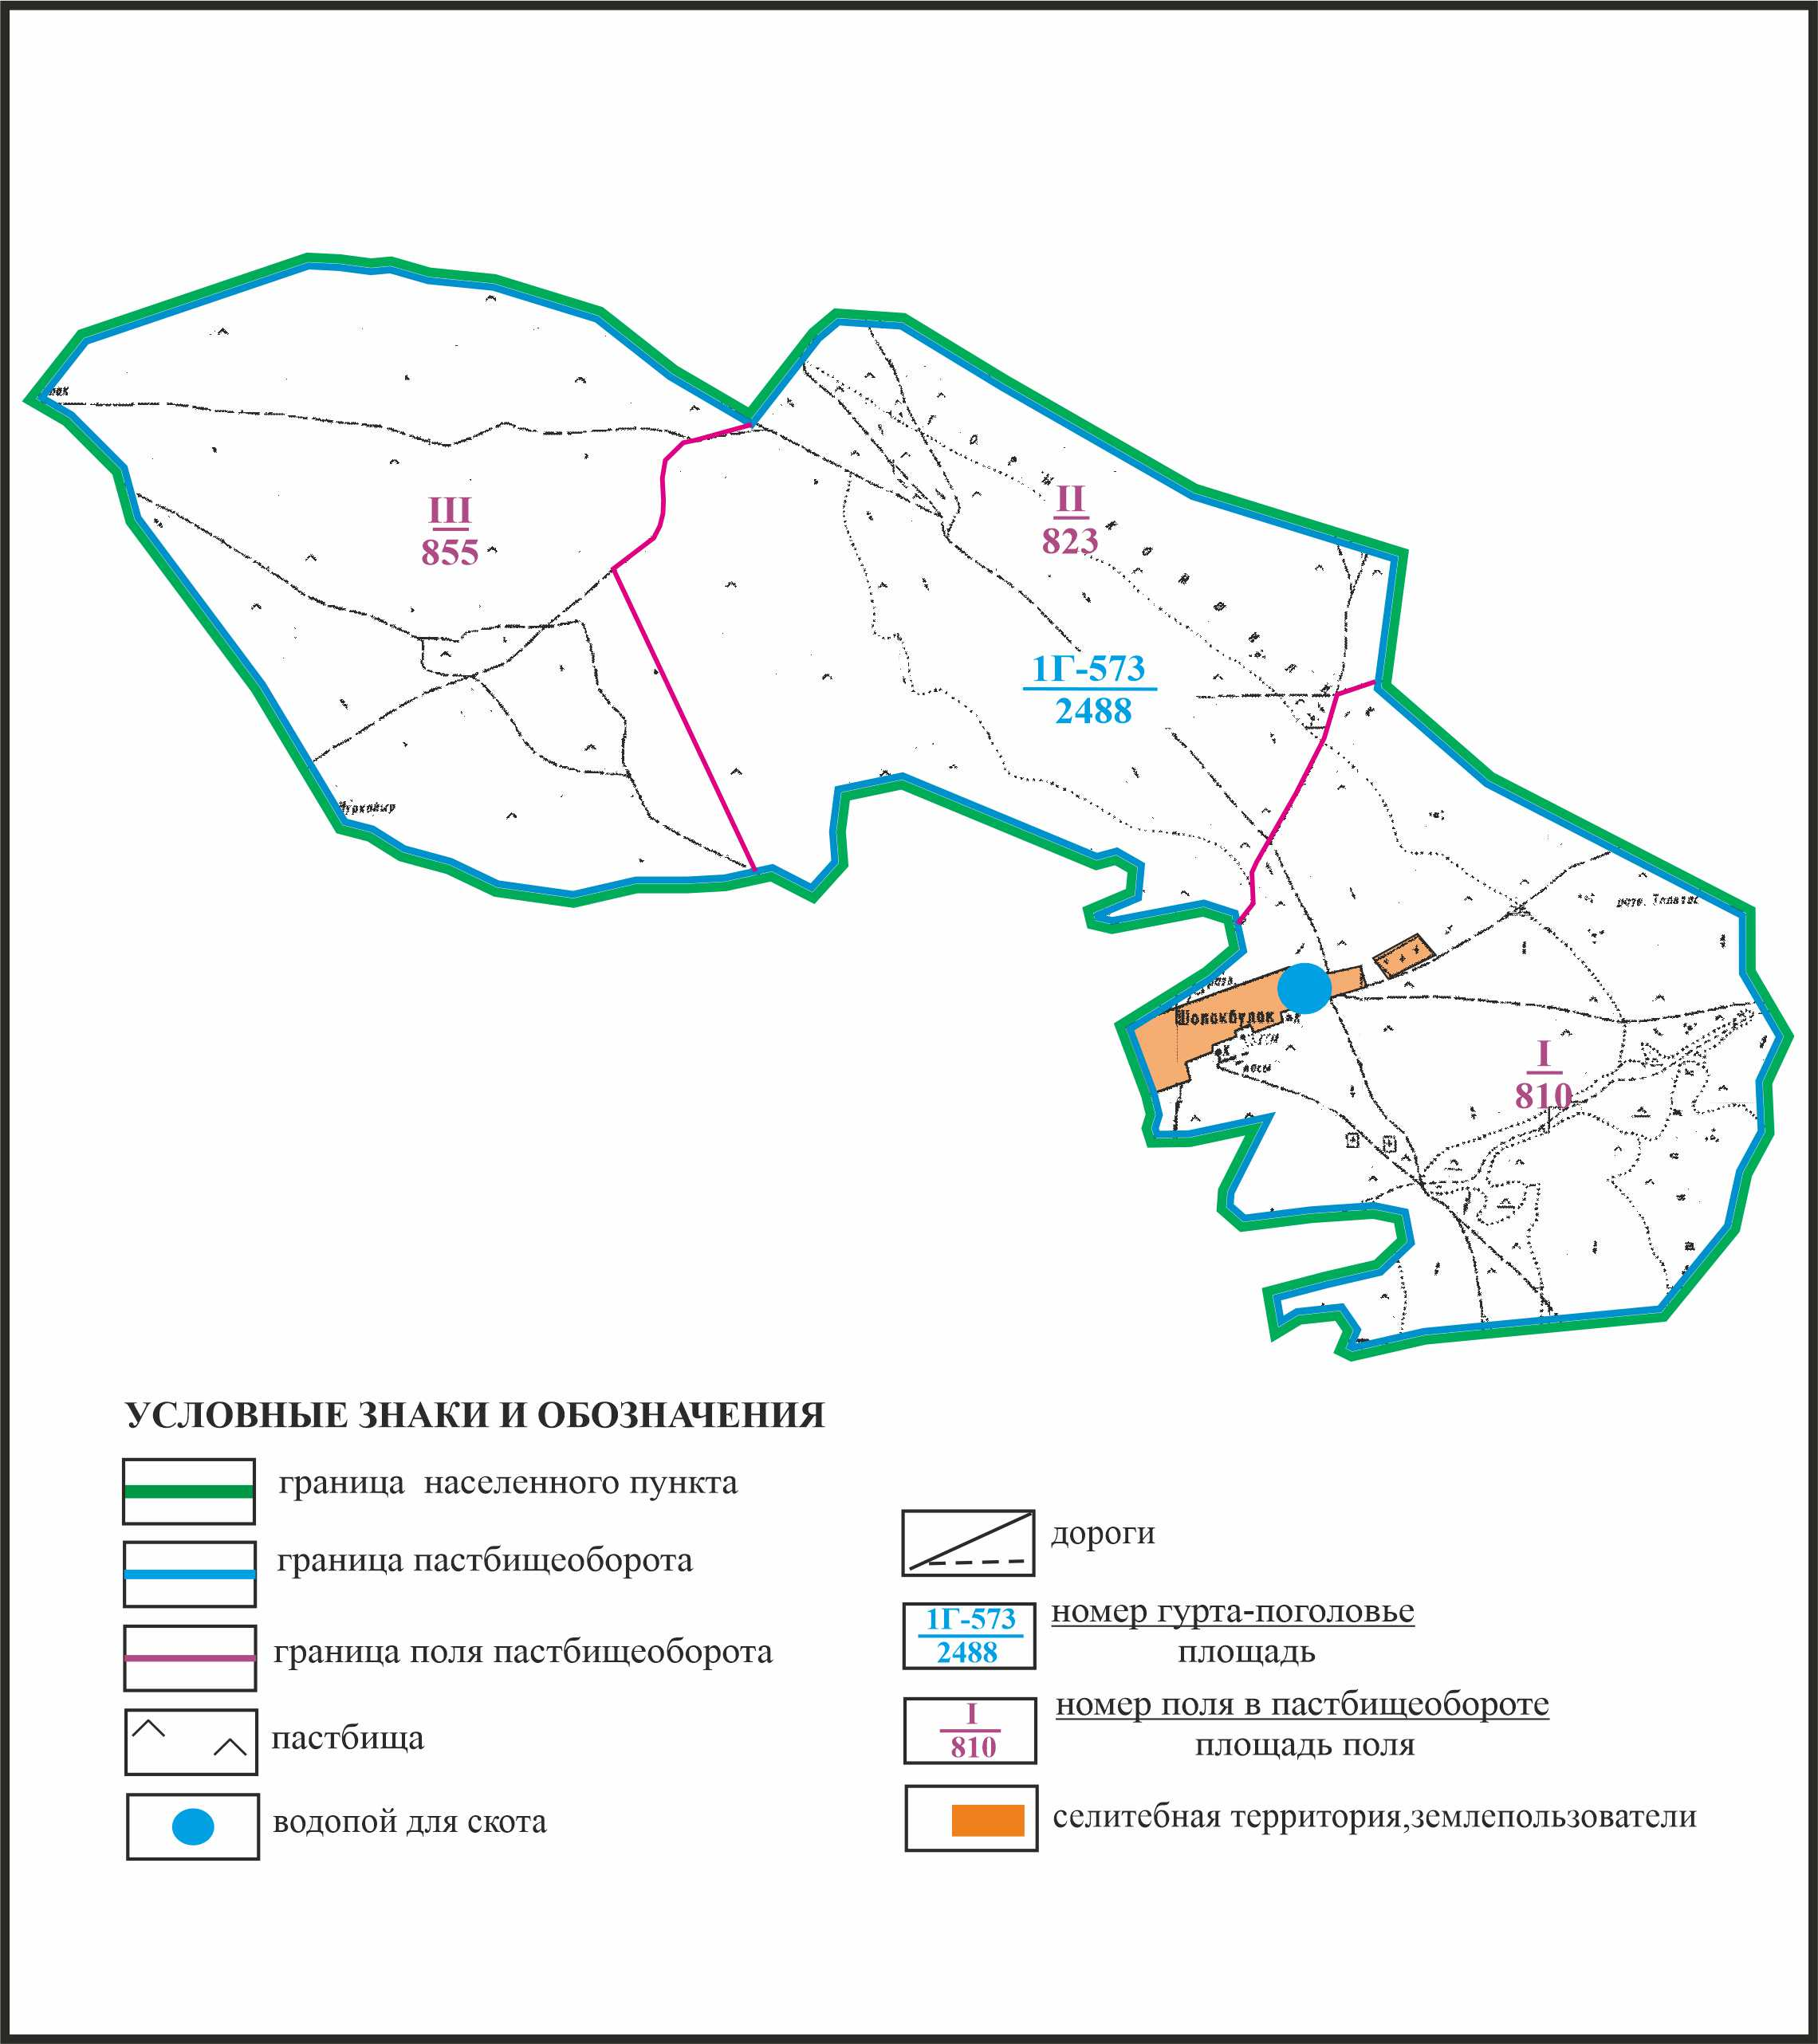 III
855
II
823
1Г-573
2488
Шолокбулак
I
810
УСЛОВНЫЕ ЗНАКИ И ОБОЗНАЧЕНИЯ
граница населенного пункта
граница пастбищеоборота
граница поля пастбищеоборота
пастбища
водопой для скота
дороги
1Г-573
2488
номер гурта-поголовье
площадь
I
810
номер поля в пастбищеобороте
площадь поля
селитебная территория,землепользователи